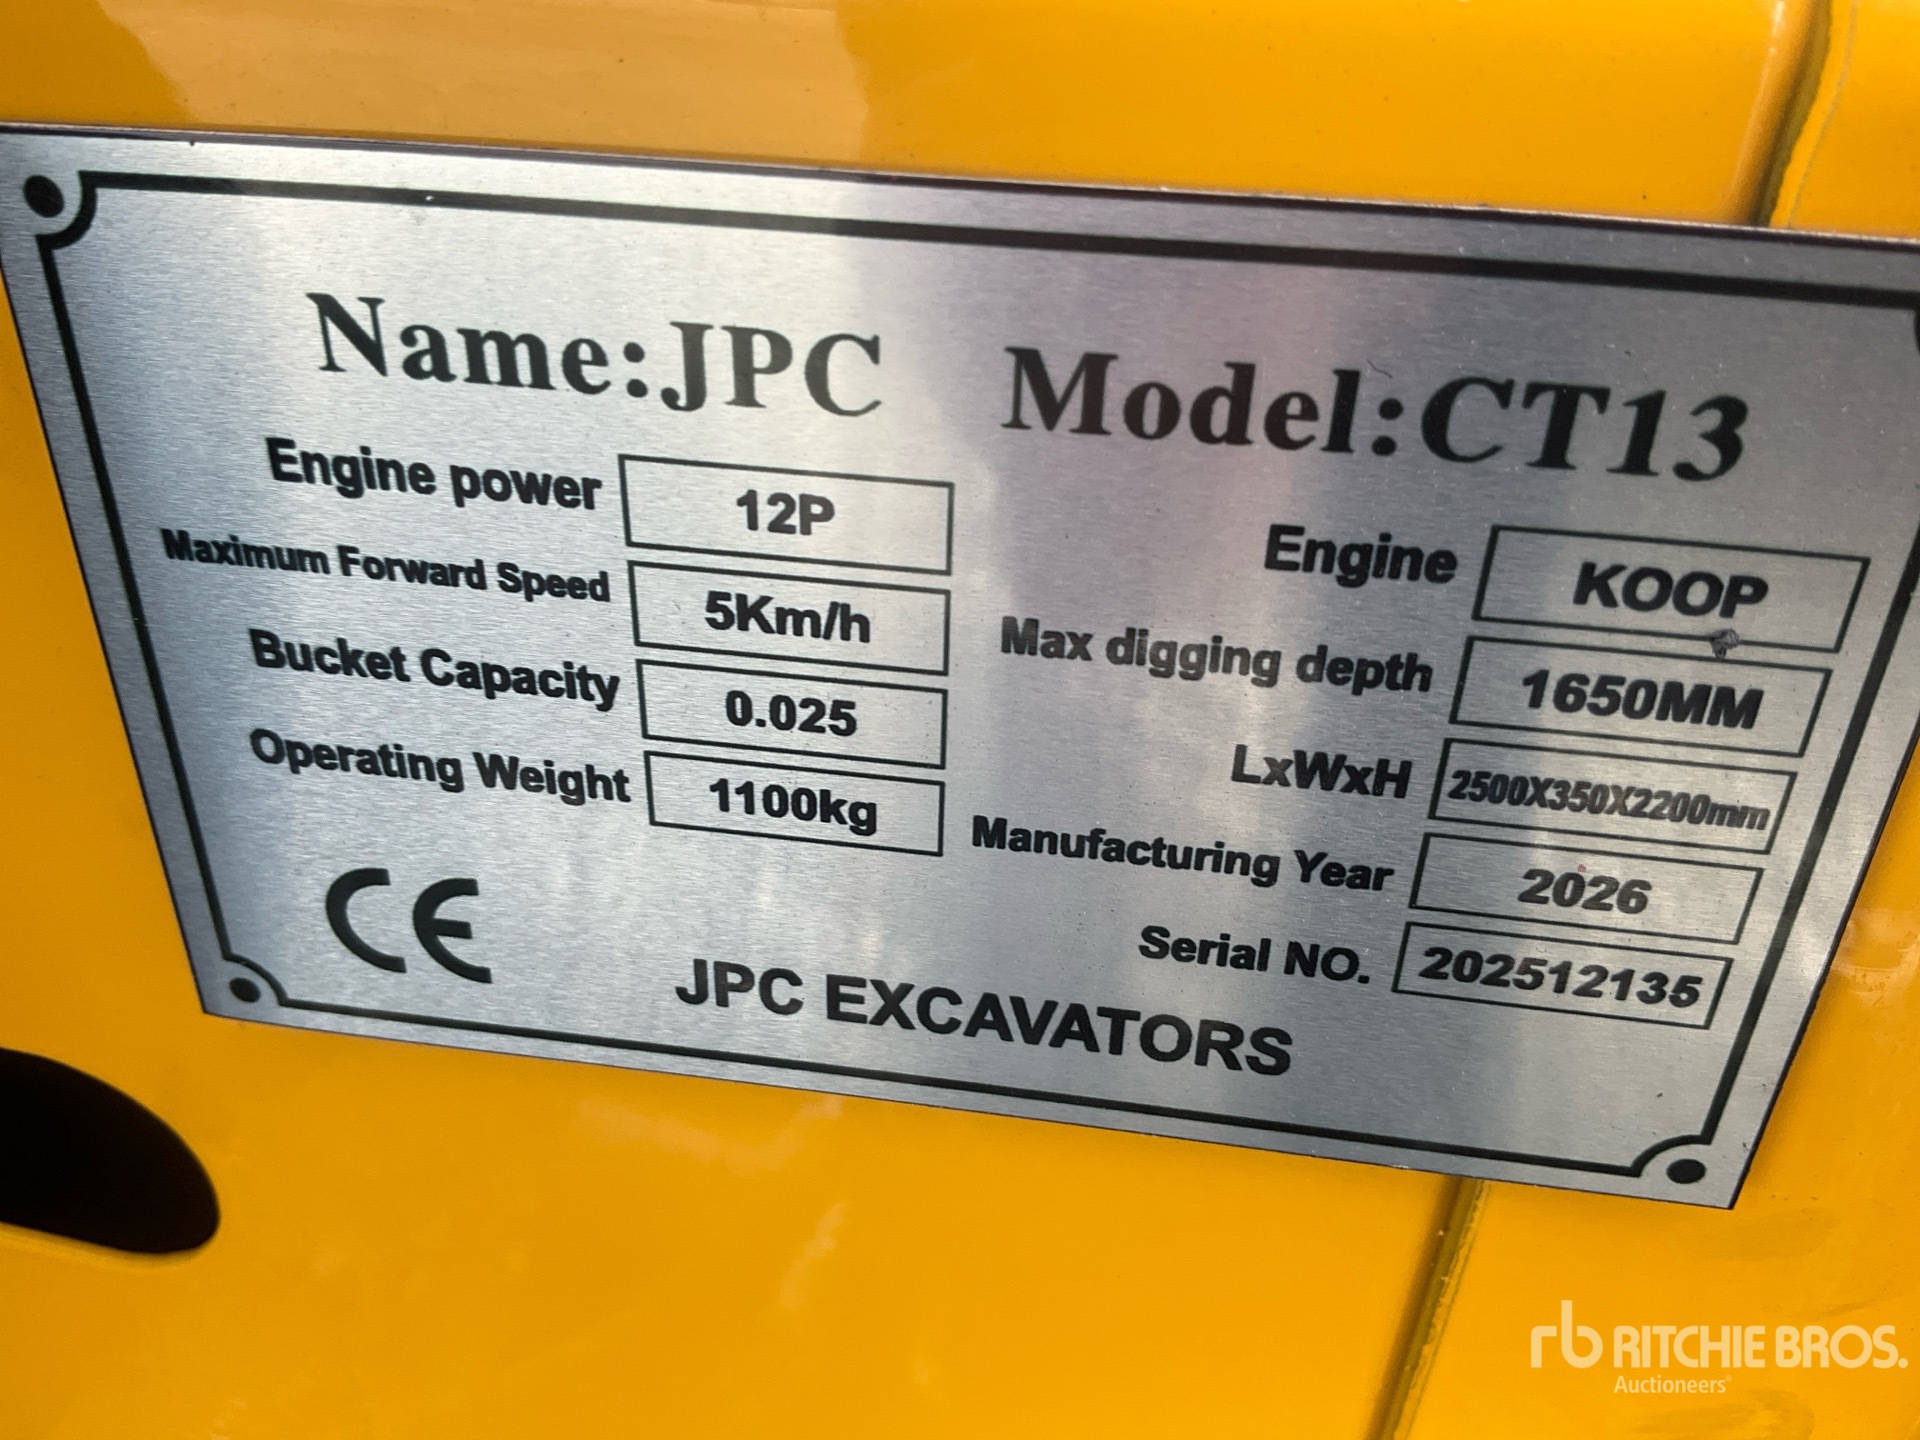 Name:JPC Model:CT13
Engine power 12P
Engine KOOP
Maximum Forward Speed 5Km/h
Max digging depth 1650MM
Bucket Capacity 0.025
LxWxH 2500X350X2200mm
Operating Weight 1100kg
Manufacturing Year 2026
Serial NO. 202512135
CE
JPC EXCAVATORS
rb RITCHIE BROS.
Auctioneers